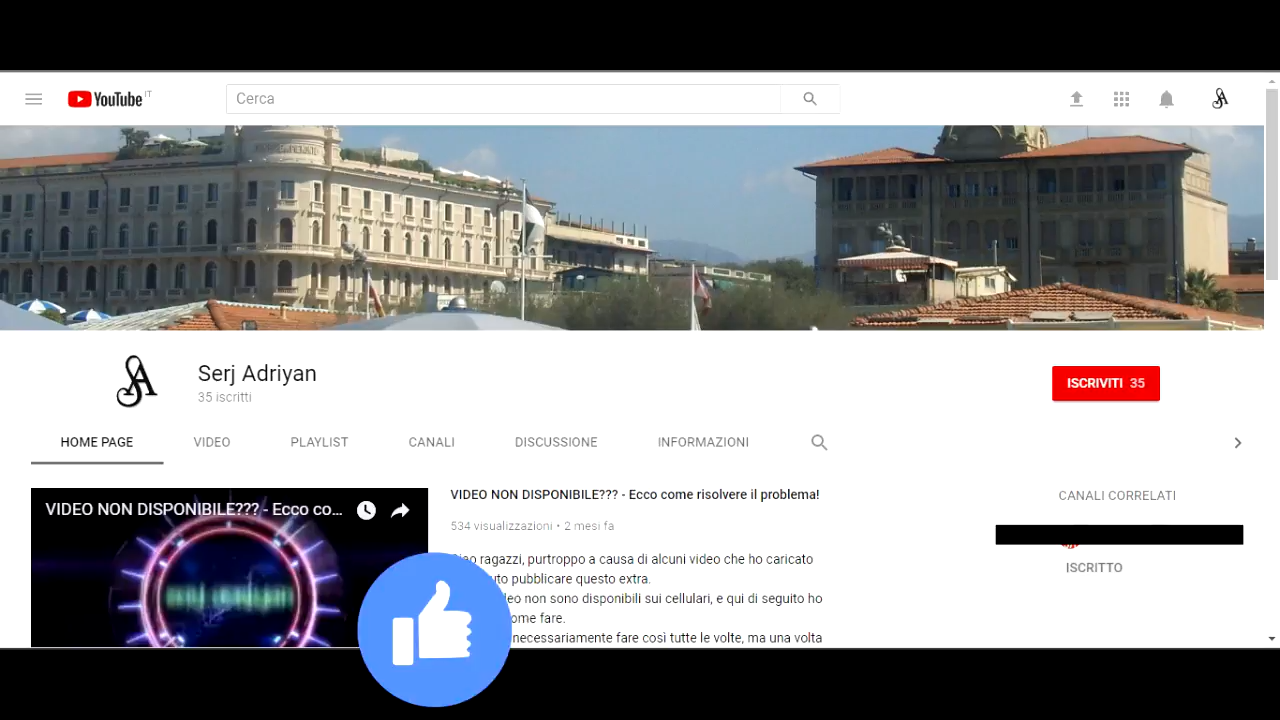 YouTube IT
Cerca
Serj Adriyan
35 iscritti
ISCRIVITI 35
HOME PAGE VIDEO PLAYLIST CANALI DISCUSSIONE INFORMAZIONI
VIDEO NON DISPONIBILE??? - Ecco co...
VIDEO NON DISPONIBILE??? - Ecco come risolvere il problema!
534 visualizzazioni • 2 mesi fa
ragazzi, purtroppo a causa di alcuni video che ho caricato
pubblicare questo extra.
non sono disponibili sui cellulari, e qui di seguito ho
ome fare.
necessariamente fare così tutte le volte, ma una volta
CANALI CORRELATI
ISCRITTO